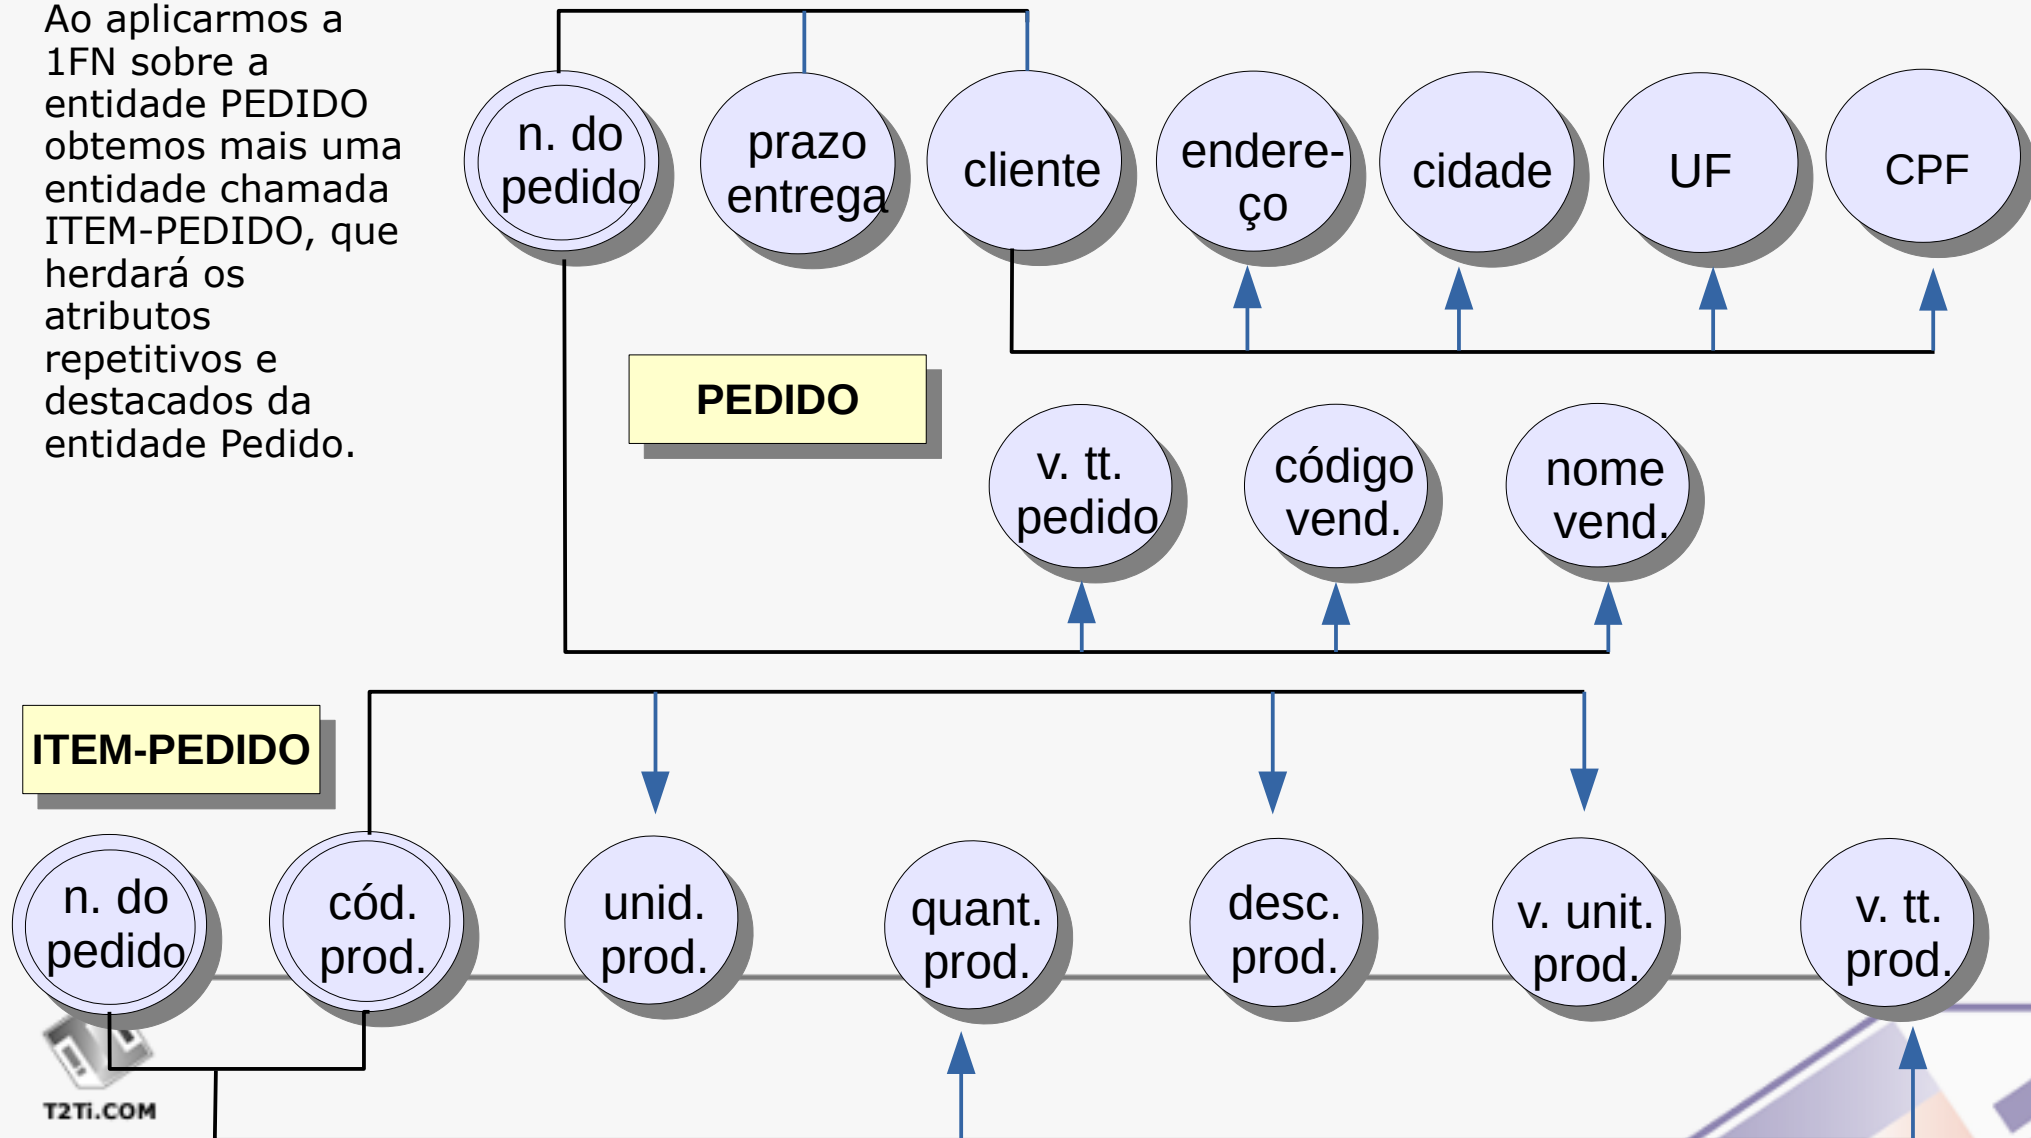 Ao aplicarmos a
1FN sobre a
entidade PEDIDO
obtemos mais uma
entidade chamada
ITEM-PEDIDO, que
herdará os
atributos
repetitivos e
destacados da
entidade Pedido.
n. do
pedido
prazo
entrega
cliente
endere-
ço
cidade
UF
CPF
PEDIDO
v. tt.
pedido
código
vend.
nome
vend.
ITEM-PEDIDO
n. do
pedido
cód.
prod.
unid.
prod.
quant.
prod.
desc.
prod.
v. unit.
prod.
v. tt.
prod.
T2Ti.COM